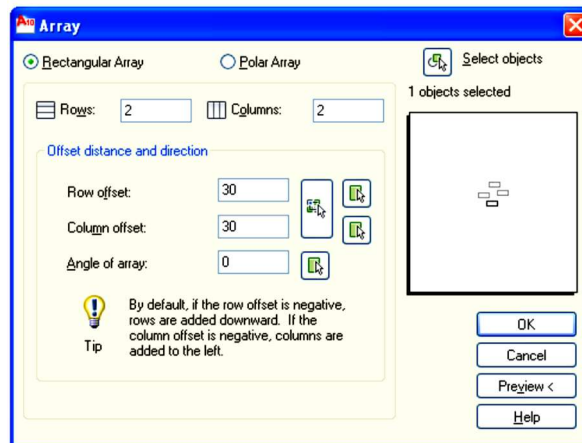 A10 Array
Rectangular Array Polar Array Select objects
1 objects selected
Rows: 2 Columns: 2
Offset distance and direction
Row offset: 30
Column offset: 30
Angle of array: 0
By default, if the row offset is negative,
rows are added downward. If the
column offset is negative, columns are
added to the left.
Tip
OK
Cancel
Preview <
Help